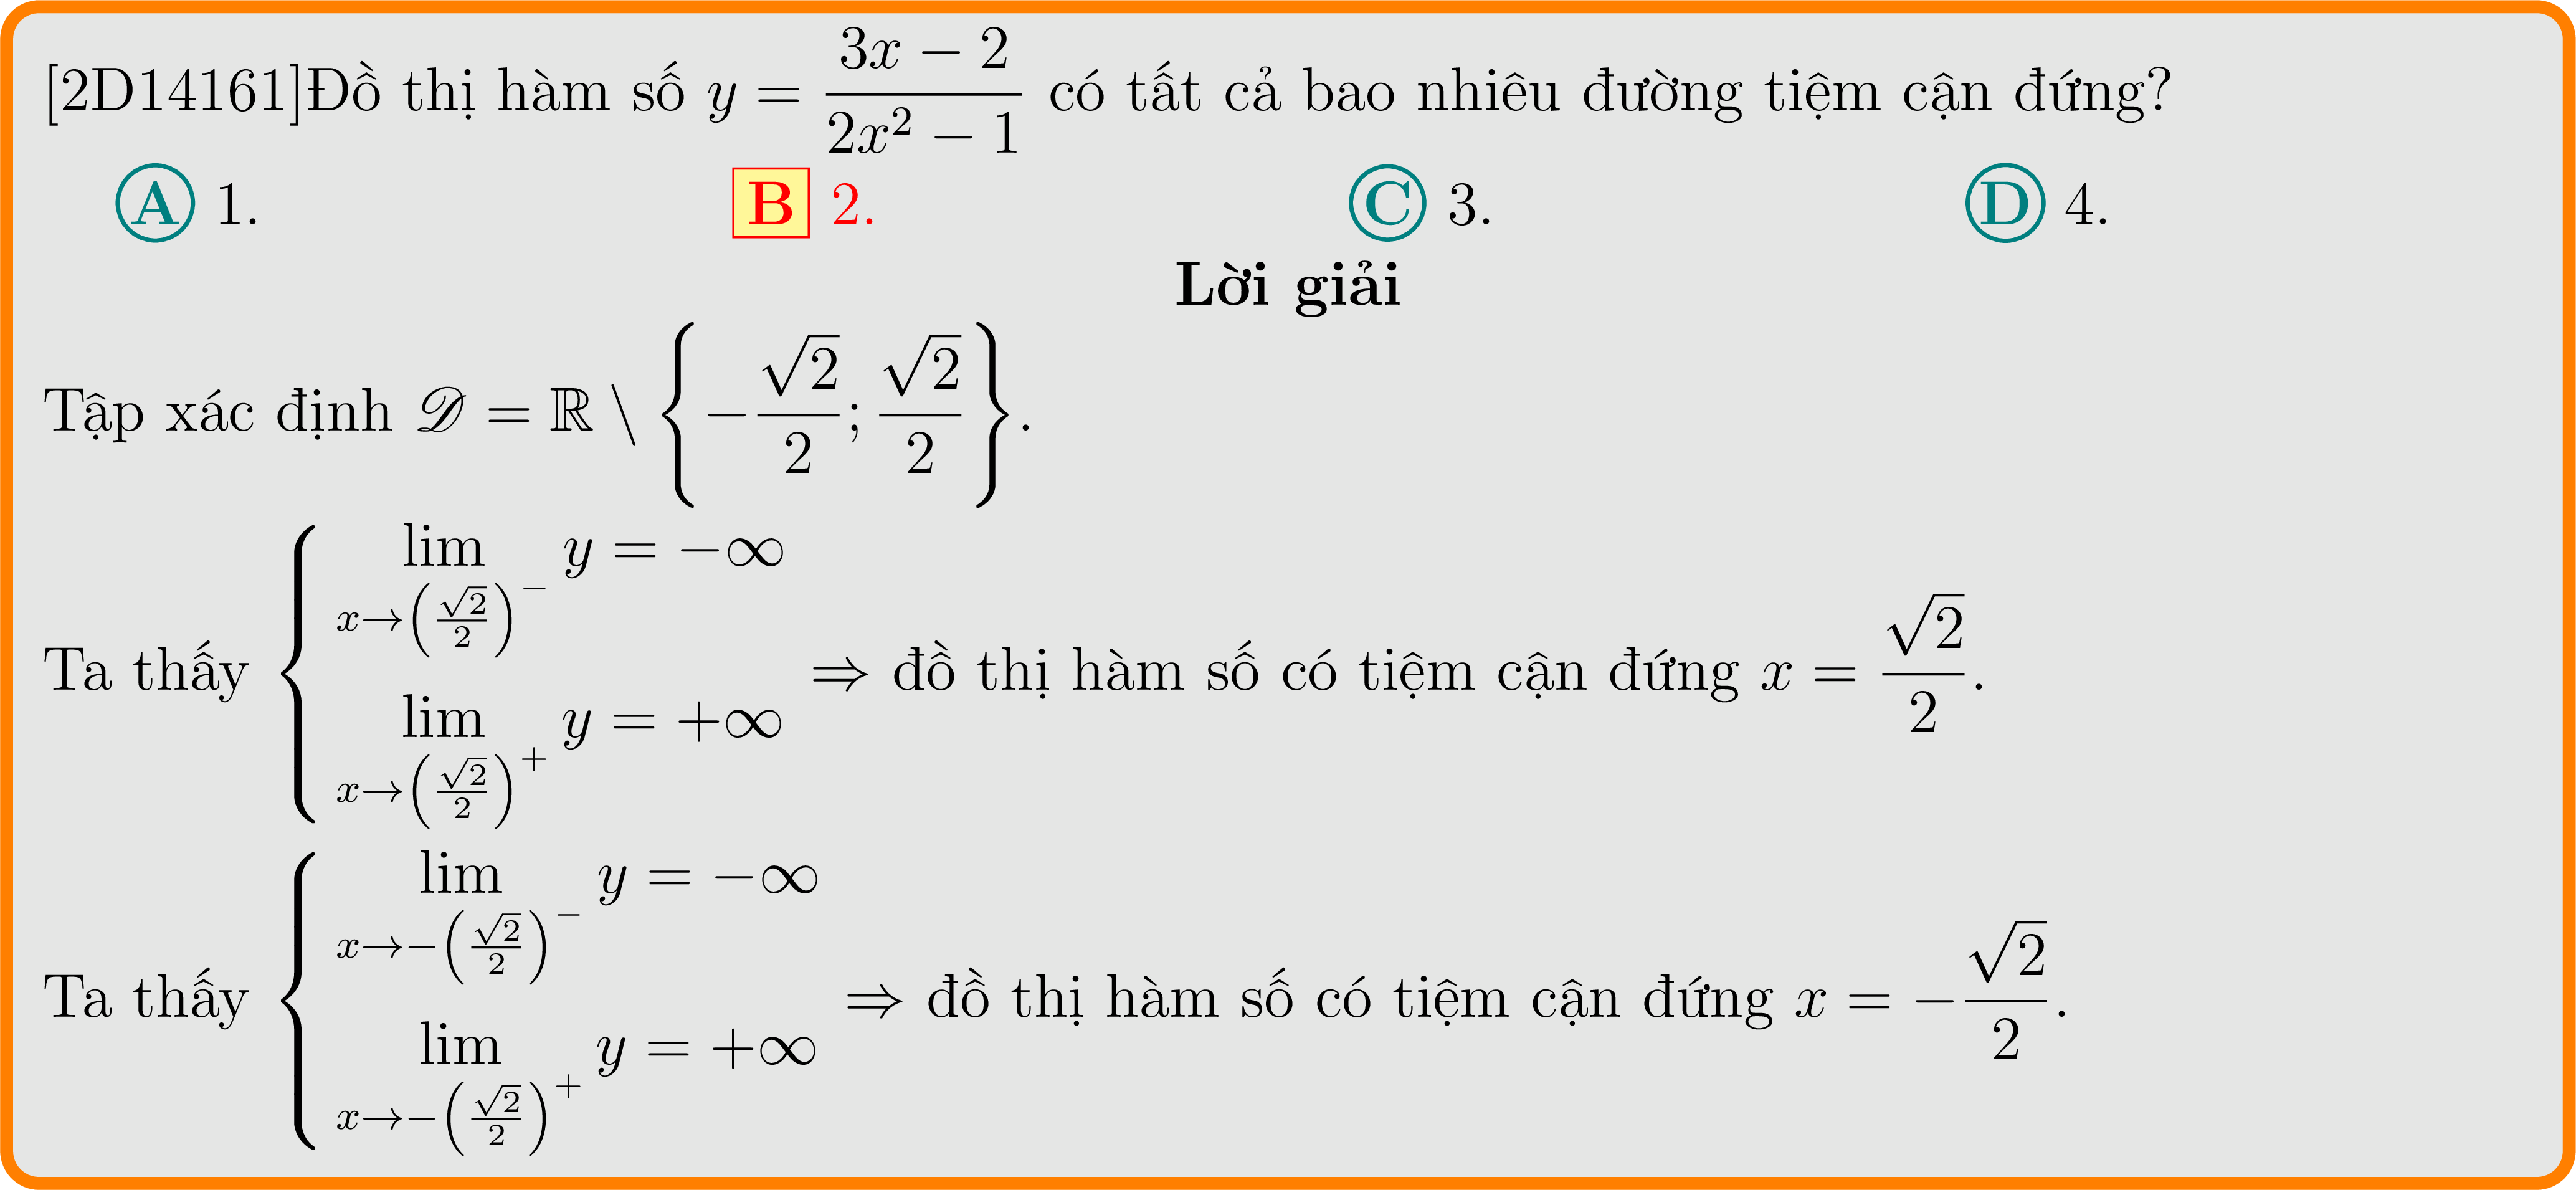 [2D14161]Đồ thị hàm số $y = \dfrac{3x-2}{2x^2-1}$ có tất cả bao nhiêu đường tiệm cận đứng?
A 1. B 2. C 3. D 4.
Lời giải
Tập xác định $\mathscr{D} = \mathbb{R} \setminus \left\{-\dfrac{\sqrt{2}}{2}; \dfrac{\sqrt{2}}{2}\right\}$.
Ta thấy $\begin{cases} \lim\limits_{x \to \left(\frac{\sqrt{2}}{2}\right)^-} y = -\infty \\ \lim\limits_{x \to \left(\frac{\sqrt{2}}{2}\right)^+} y = +\infty \end{cases}$ $\Rightarrow$ đồ thị hàm số có tiệm cận đứng $x = \dfrac{\sqrt{2}}{2}$.
Ta thấy $\begin{cases} \lim\limits_{x \to -\left(\frac{\sqrt{2}}{2}\right)^-} y = -\infty \\ \lim\limits_{x \to -\left(\frac{\sqrt{2}}{2}\right)^+} y = +\infty \end{cases}$ $\Rightarrow$ đồ thị hàm số có tiệm cận đứng $x = -\dfrac{\sqrt{2}}{2}$.